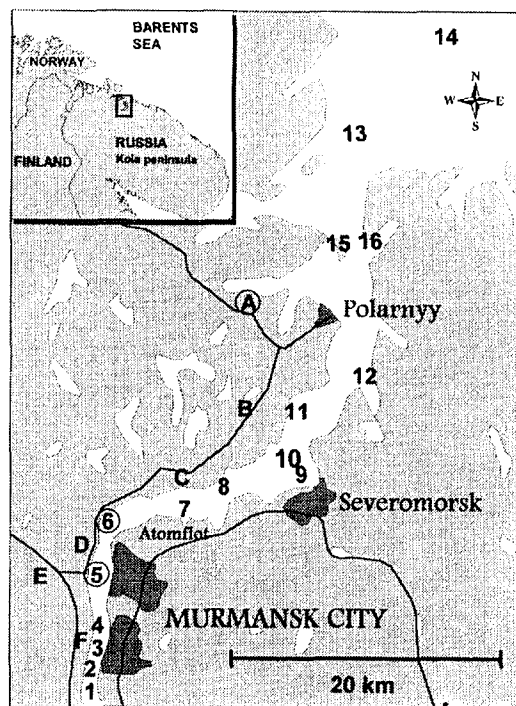 BARENTS
SEA
NORWAY
FINLAND
RUSSIA
Kola peninsula
14
N
W E
S
13
15 16
A
Polarnyy
12
B
11
10
9
C
8
7
Severomorsk
6
Atomflot
D
E
5
MURMANSK CITY
4
F
3
2
1
20 km